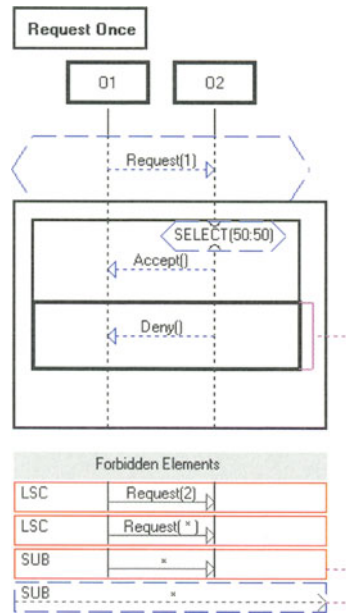 Request Once
O1 O2
Request(1)
SELECT(50:50)
Accept()
Deny()
Forbidden Elements
LSC Request(2)
LSC Request( * )
SUB *
SUB *